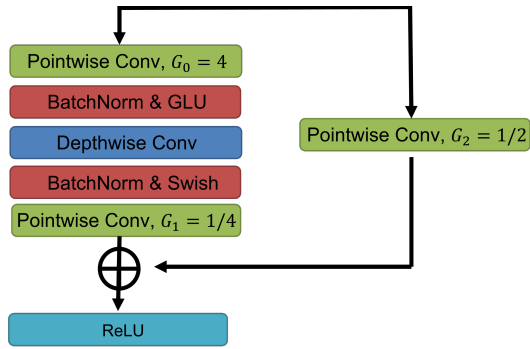 Pointwise Conv, G₀ = 4
BatchNorm & GLU
Depthwise Conv
Pointwise Conv, G₂ = 1/2
BatchNorm & Swish
Pointwise Conv, G₁ = 1/4
ReLU